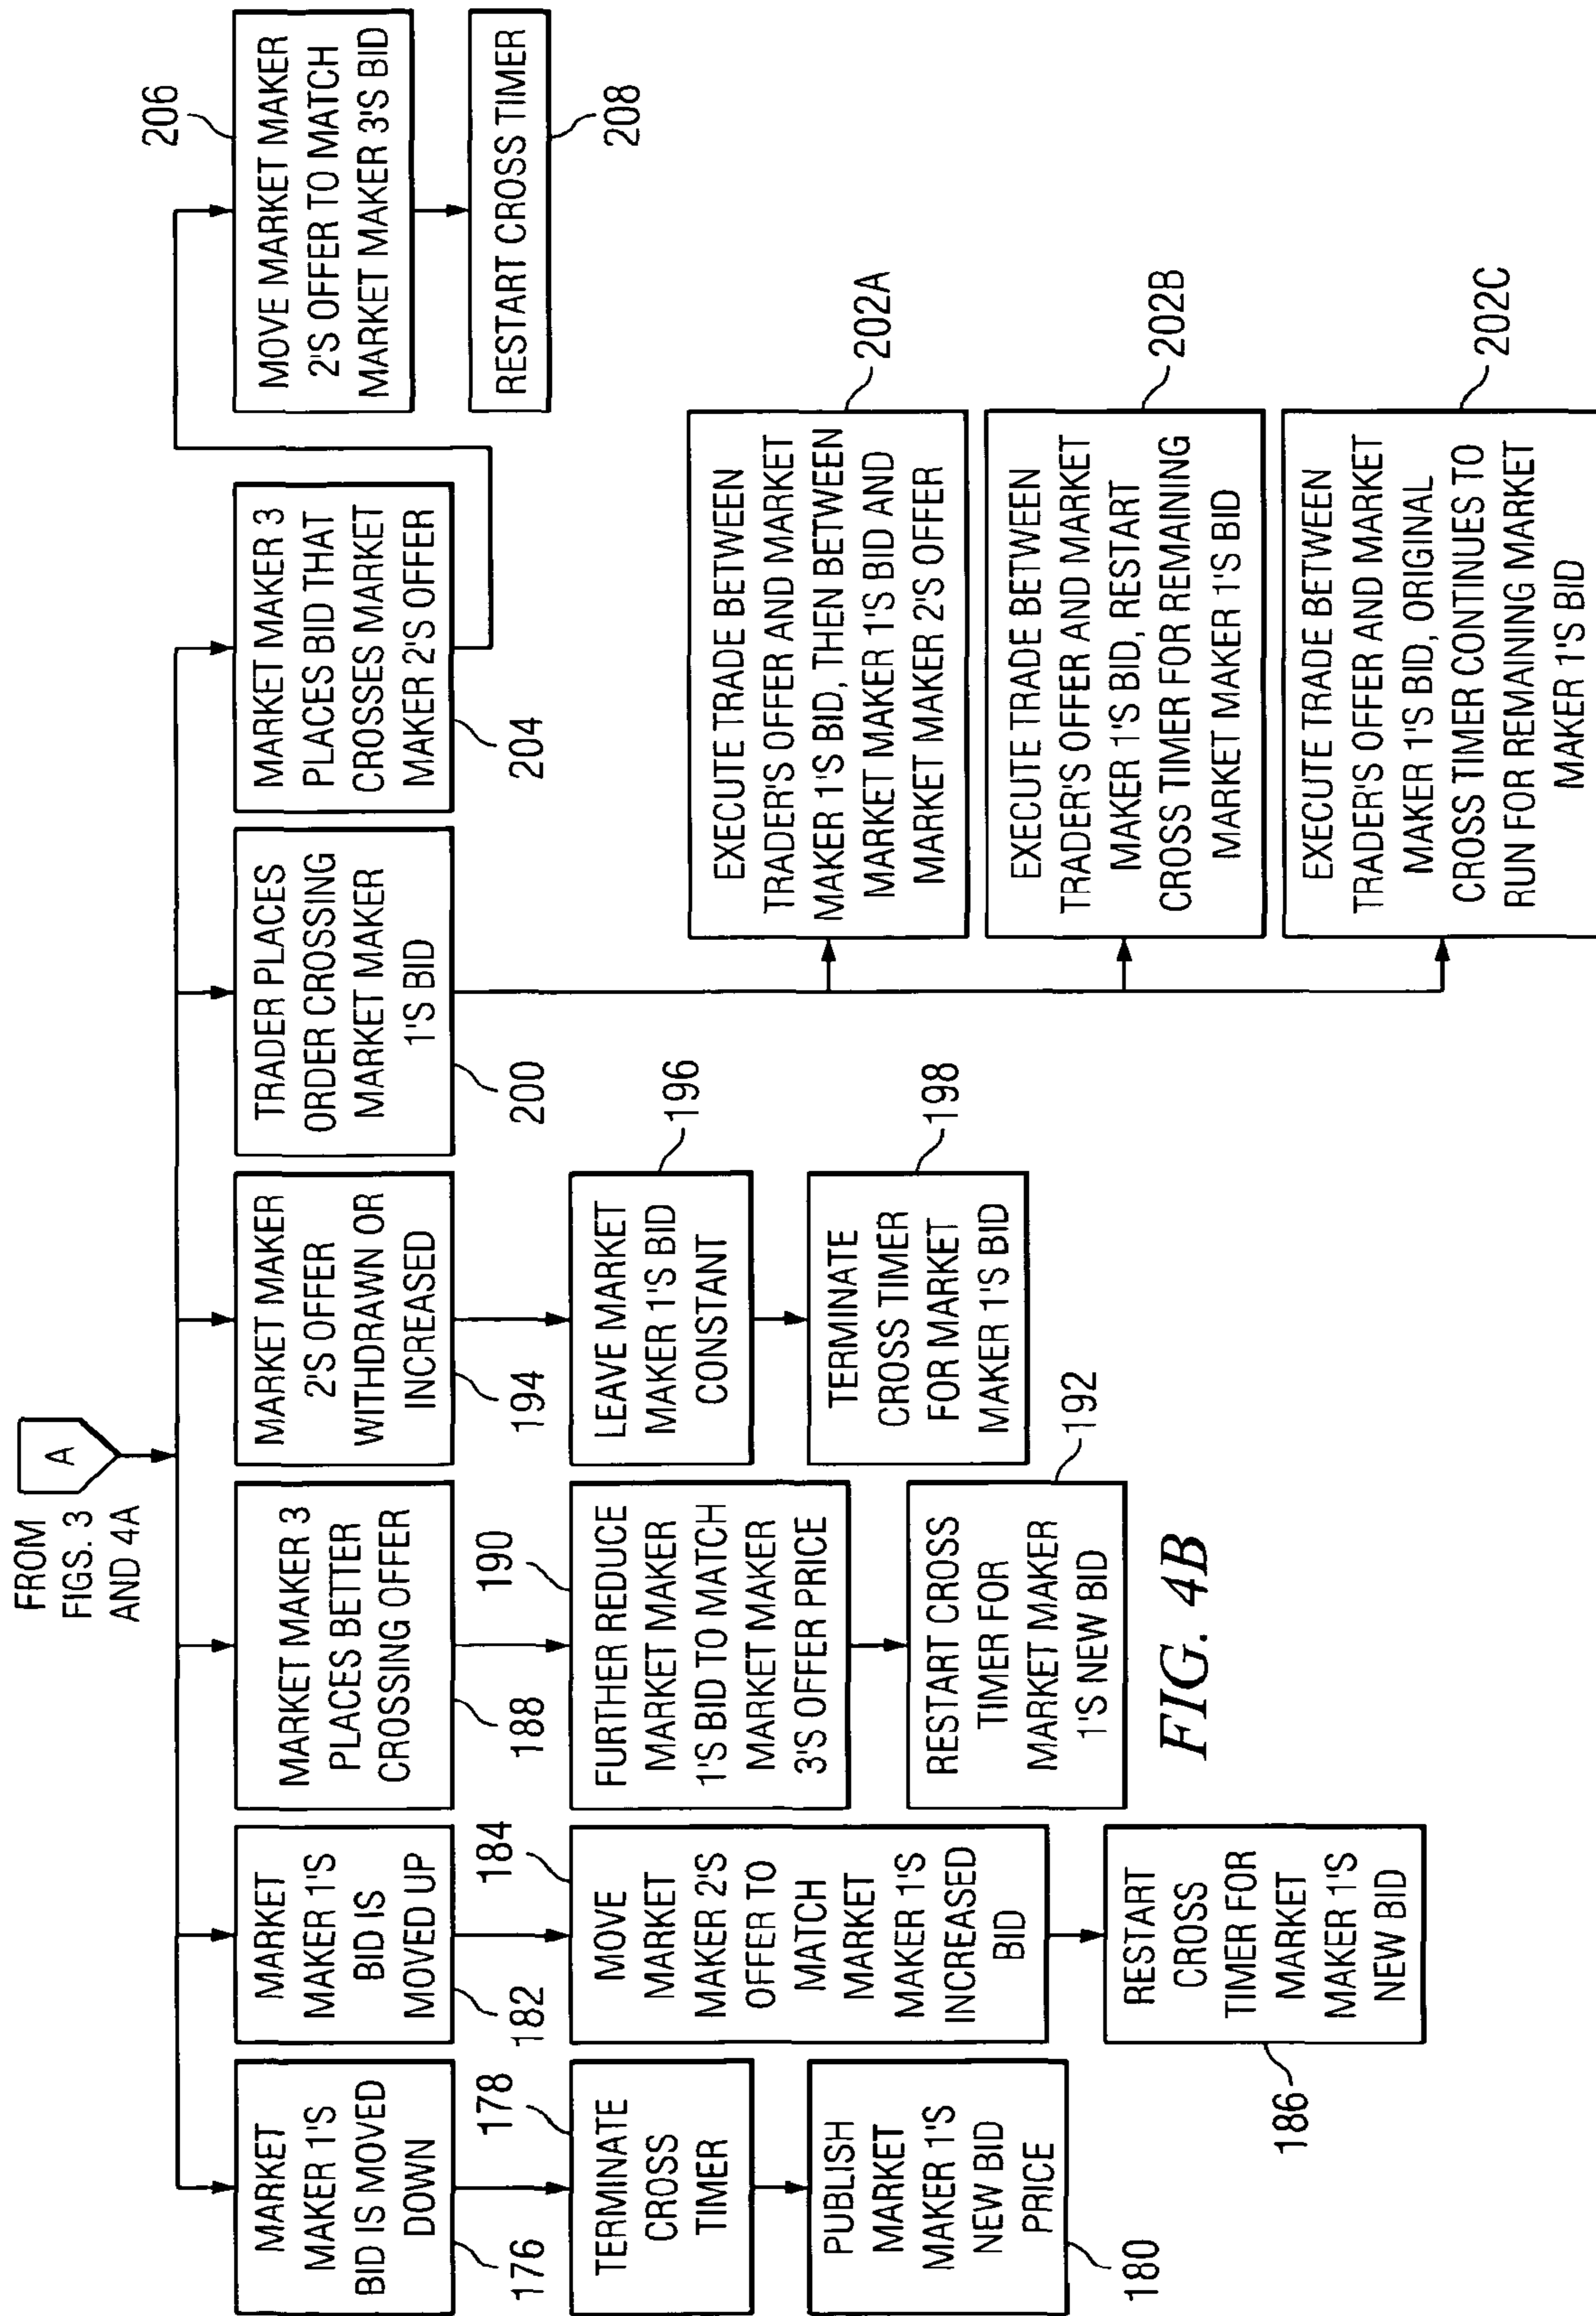 FROM
FIGS. 3
AND 4A
A
MARKET
MAKER 1'S
BID IS MOVED
DOWN
176
TERMINATE
CROSS
TIMER
178
PUBLISH
MARKET
MAKER 1'S
NEW BID
PRICE
180
MARKET
MAKER 1'S
BID IS
MOVED UP
182
MOVE
MARKET
MAKER 2'S
OFFER TO
MATCH
MARKET
MAKER 1'S
INCREASED
BID
184
RESTART
CROSS
TIMER FOR
MARKET
MAKER 1'S
NEW BID
186
MARKET MAKER 3
PLACES BETTER
CROSSING OFFER
188
FURTHER REDUCE
MARKET MAKER
1'S BID TO MATCH
MARKET MAKER
3'S OFFER PRICE
190
RESTART CROSS
TIMER FOR
MARKET MAKER
1'S NEW BID
192
MARKET MAKER
2'S OFFER
WITHDRAWN OR
INCREASED
194
LEAVE MARKET
MAKER 1'S BID
CONSTANT
196
TERMINATE
CROSS TIMER
FOR MARKET
MAKER 1'S BID
198
TRADER PLACES
ORDER CROSSING
MARKET MAKER
1'S BID
200
EXECUTE TRADE BETWEEN
TRADER'S OFFER AND MARKET
MAKER 1'S BID, THEN BETWEEN
MARKET MAKER 1'S BID AND
MARKET MAKER 2'S OFFER
202A
EXECUTE TRADE BETWEEN
TRADER'S OFFER AND MARKET
MAKER 1'S BID, RESTART
CROSS TIMER FOR REMAINING
MARKET MAKER 1'S BID
202B
EXECUTE TRADE BETWEEN
TRADER'S OFFER AND MARKET
MAKER 1'S BID, ORIGINAL
CROSS TIMER CONTINUES TO
RUN FOR REMAINING MARKET
MAKER 1'S BID
202C
MARKET MAKER 3
PLACES BID THAT
CROSSES MARKET
MAKER 2'S OFFER
204
MOVE MARKET MAKER
2'S OFFER TO MATCH
MARKET MAKER 3'S BID
206
RESTART CROSS TIMER
208
FIG. 4B